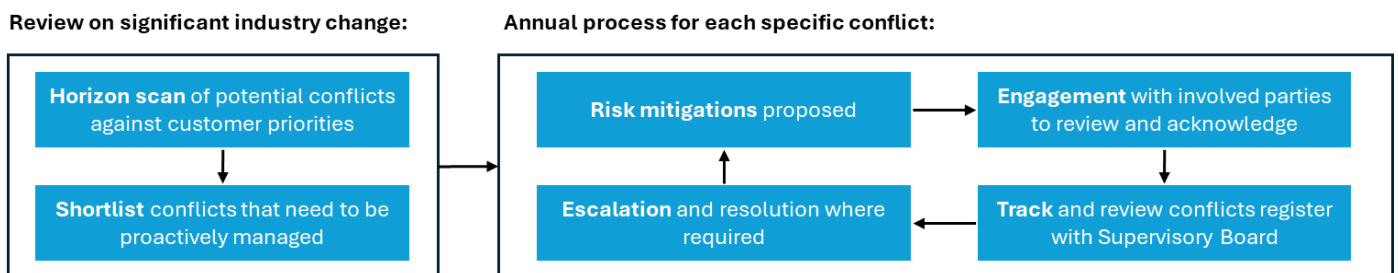 Review on significant industry change:
Horizon scan of potential conflicts
against customer priorities
Shortlist conflicts that need to be
proactively managed
Annual process for each specific conflict:
Risk mitigations proposed
Engagement with involved parties
to review and acknowledge
Track and review conflicts register
with Supervisory Board
Escalation and resolution where
required